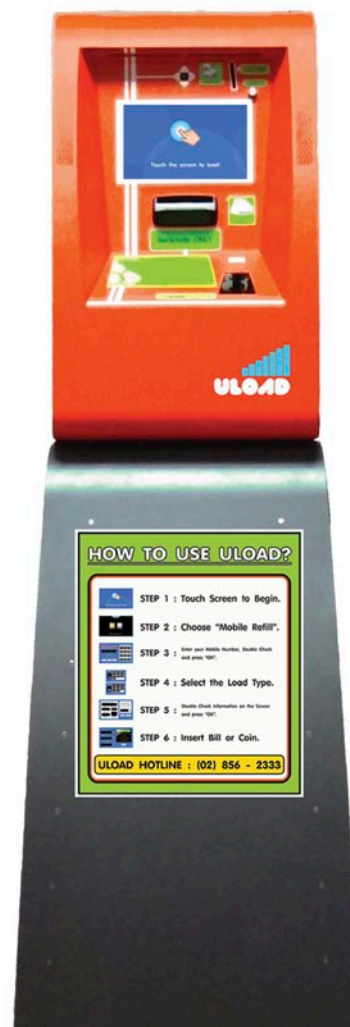 Touch the screen to load!
Banknote ONLY
ULOAD
HOW TO USE ULOAD?
STEP 1 : Touch Screen to Begin.
STEP 2 : Choose "Mobile Refill".
STEP 3 : Enter your Mobile Number, Double Check
and press "OK".
STEP 4 : Select the Load Type.
STEP 5 : Double Check Information on the Screen
and press "OK".
STEP 6 : Insert Bill or Coin.
ULOAD HOTLINE : (02) 856 - 2333